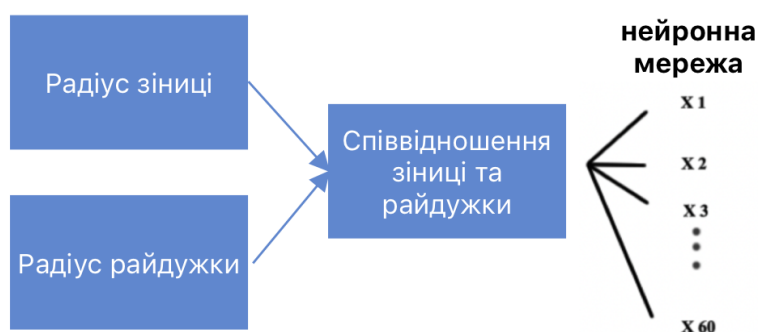 Радіус зіниці
Радіус райдужки
Співвідношення
зіниці та
райдужки
нейронна
мережа
X 1
X 2
X 3
X 60